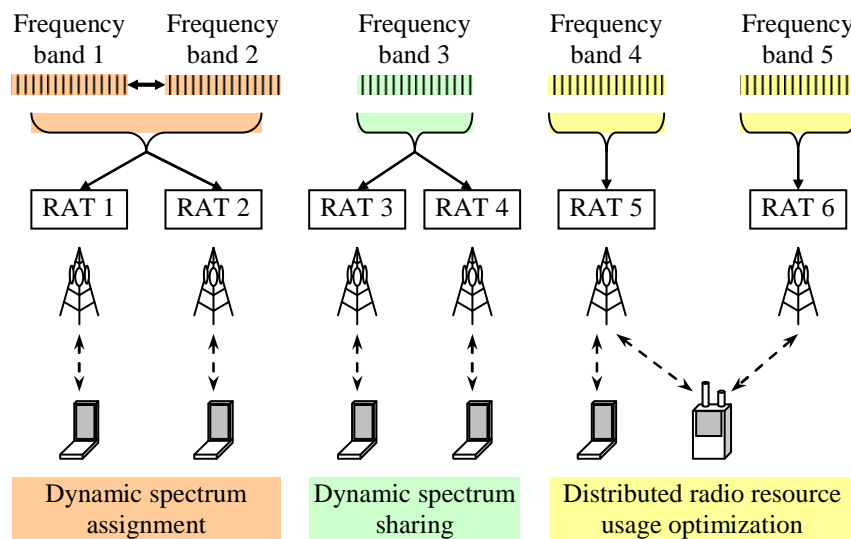 Frequency
band 1
Frequency
band 2
Frequency
band 3
Frequency
band 4
Frequency
band 5
RAT 1
RAT 2
RAT 3
RAT 4
RAT 5
RAT 6
Dynamic spectrum
assignment
Dynamic spectrum
sharing
Distributed radio resource
usage optimization